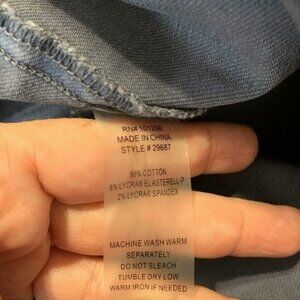 RN# 101206
MADE IN CHINA
STYLE # 29687
90% COTTON
8% LYCRA® ELASTERELL-P
2% LYCRA® SPANDEX
MACHINE WASH WARM
SEPARATELY
DO NOT BLEACH
TUMBLE DRY LOW
WARM IRON IF NEEDED